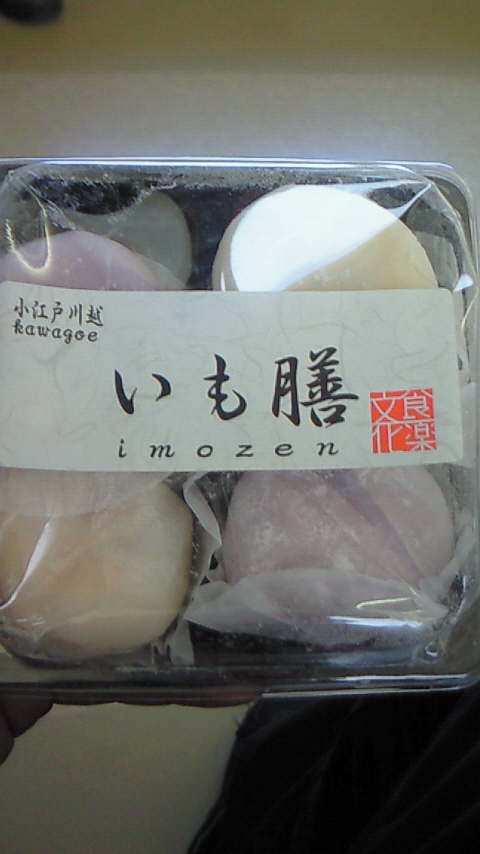 小江戸川越
kawagoe
いも膳
imozen
食楽
文化